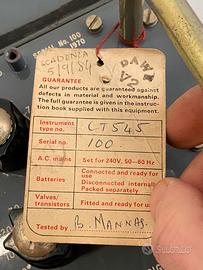 No. 100
1970
SCADENZA
5/9/84
DAWE
GUARANTEE
All our products are guaranteed against
defects in material and workmanship.
The full guarantee is given in the instruc-
tion book supplied with this equipment.
Instrument type no. CT545
Serial no. 100
A.C. mains Set for 240V, 50–60 Hz
Batteries Connected and ready for use
Disconnected internally
Packed separately
Valves/ transistors Fitted and ready for use
Tested by B. MANNAS.
Subito